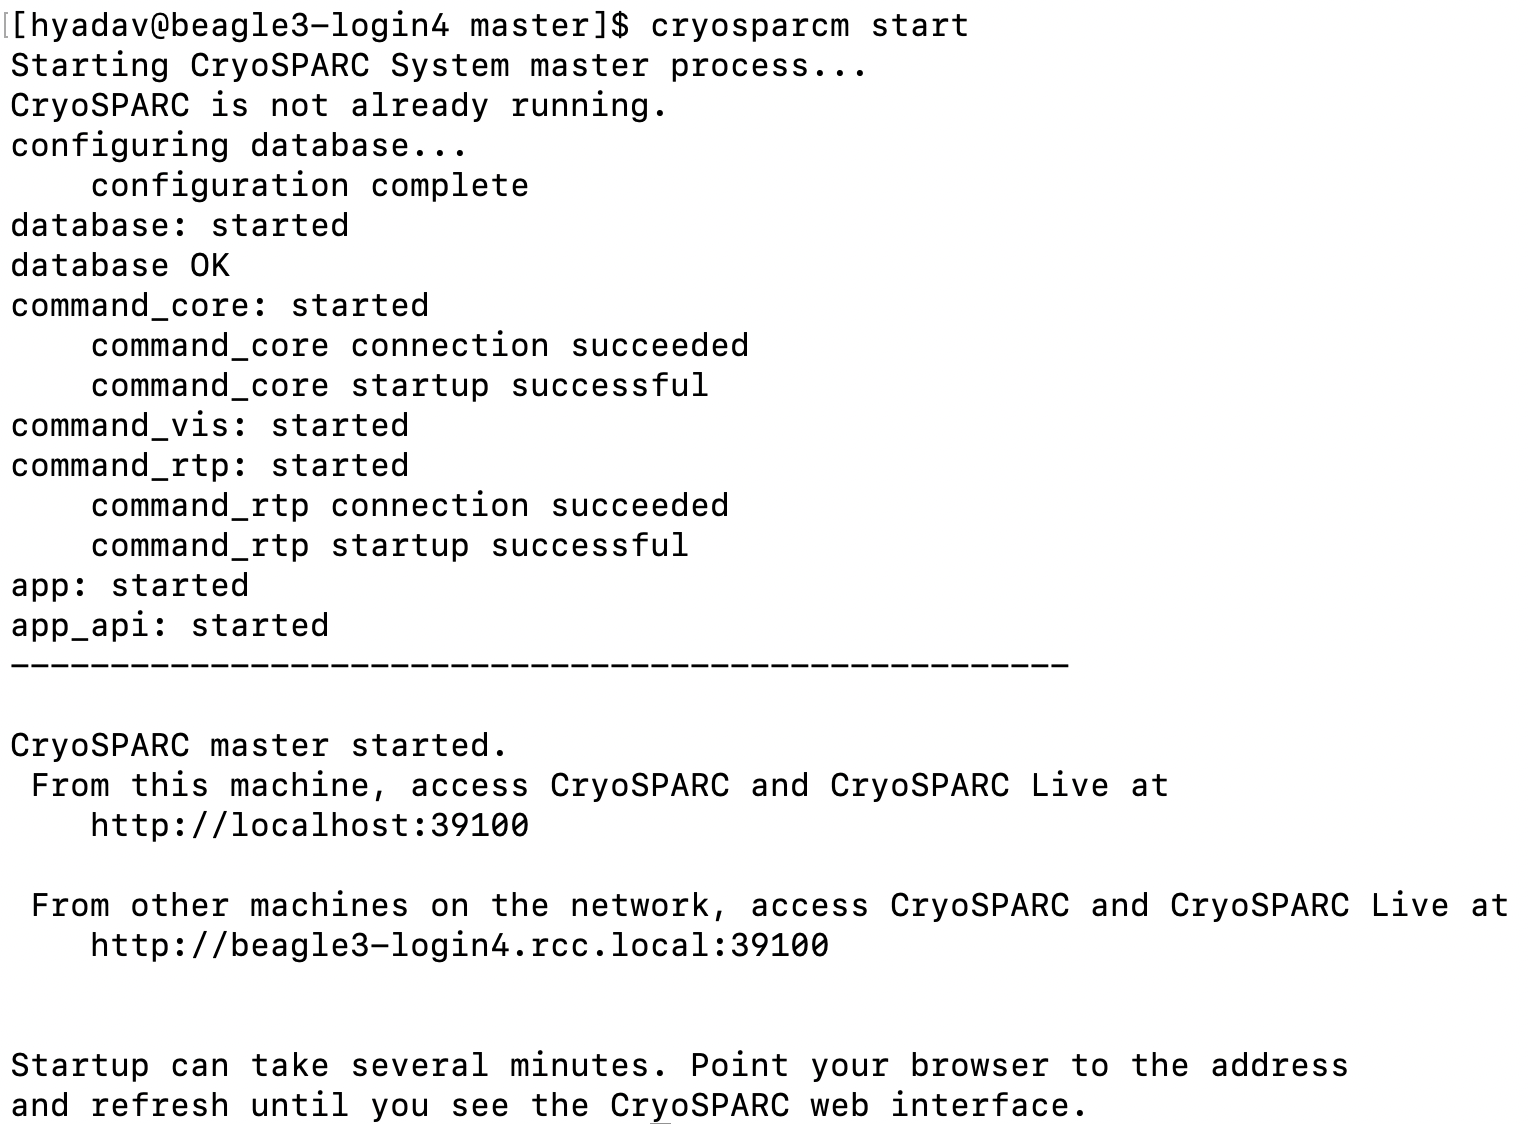 [[hyadav@beagle3-login4 master]$ cryosparcm start
Starting CryoSPARC System master process...
CryoSPARC is not already running.
configuring database...
    configuration complete
database: started
database OK
command_core: started
    command_core connection succeeded
    command_core startup successful
command_vis: started
command_rtp: started
    command_rtp connection succeeded
    command_rtp startup successful
app: started
app_api: started
-----------------------------------------------------
CryoSPARC master started.
 From this machine, access CryoSPARC and CryoSPARC Live at
    http://localhost:39100
 From other machines on the network, access CryoSPARC and CryoSPARC Live at
    http://beagle3-login4.rcc.local:39100
Startup can take several minutes. Point your browser to the address
and refresh until you see the CryoSPARC web interface.